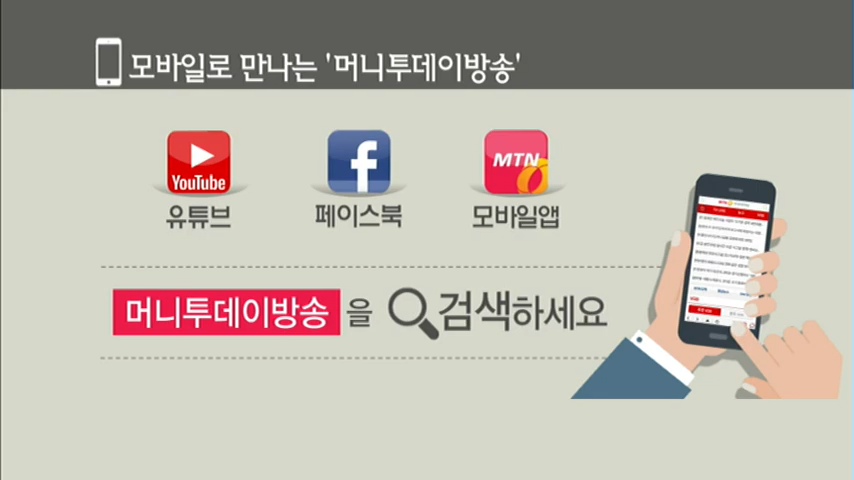 모바일로 만나는 '머니투데이방송'
YouTube
MTN
유튜브
페이스북
모바일앱
머니투데이방송을 검색하세요